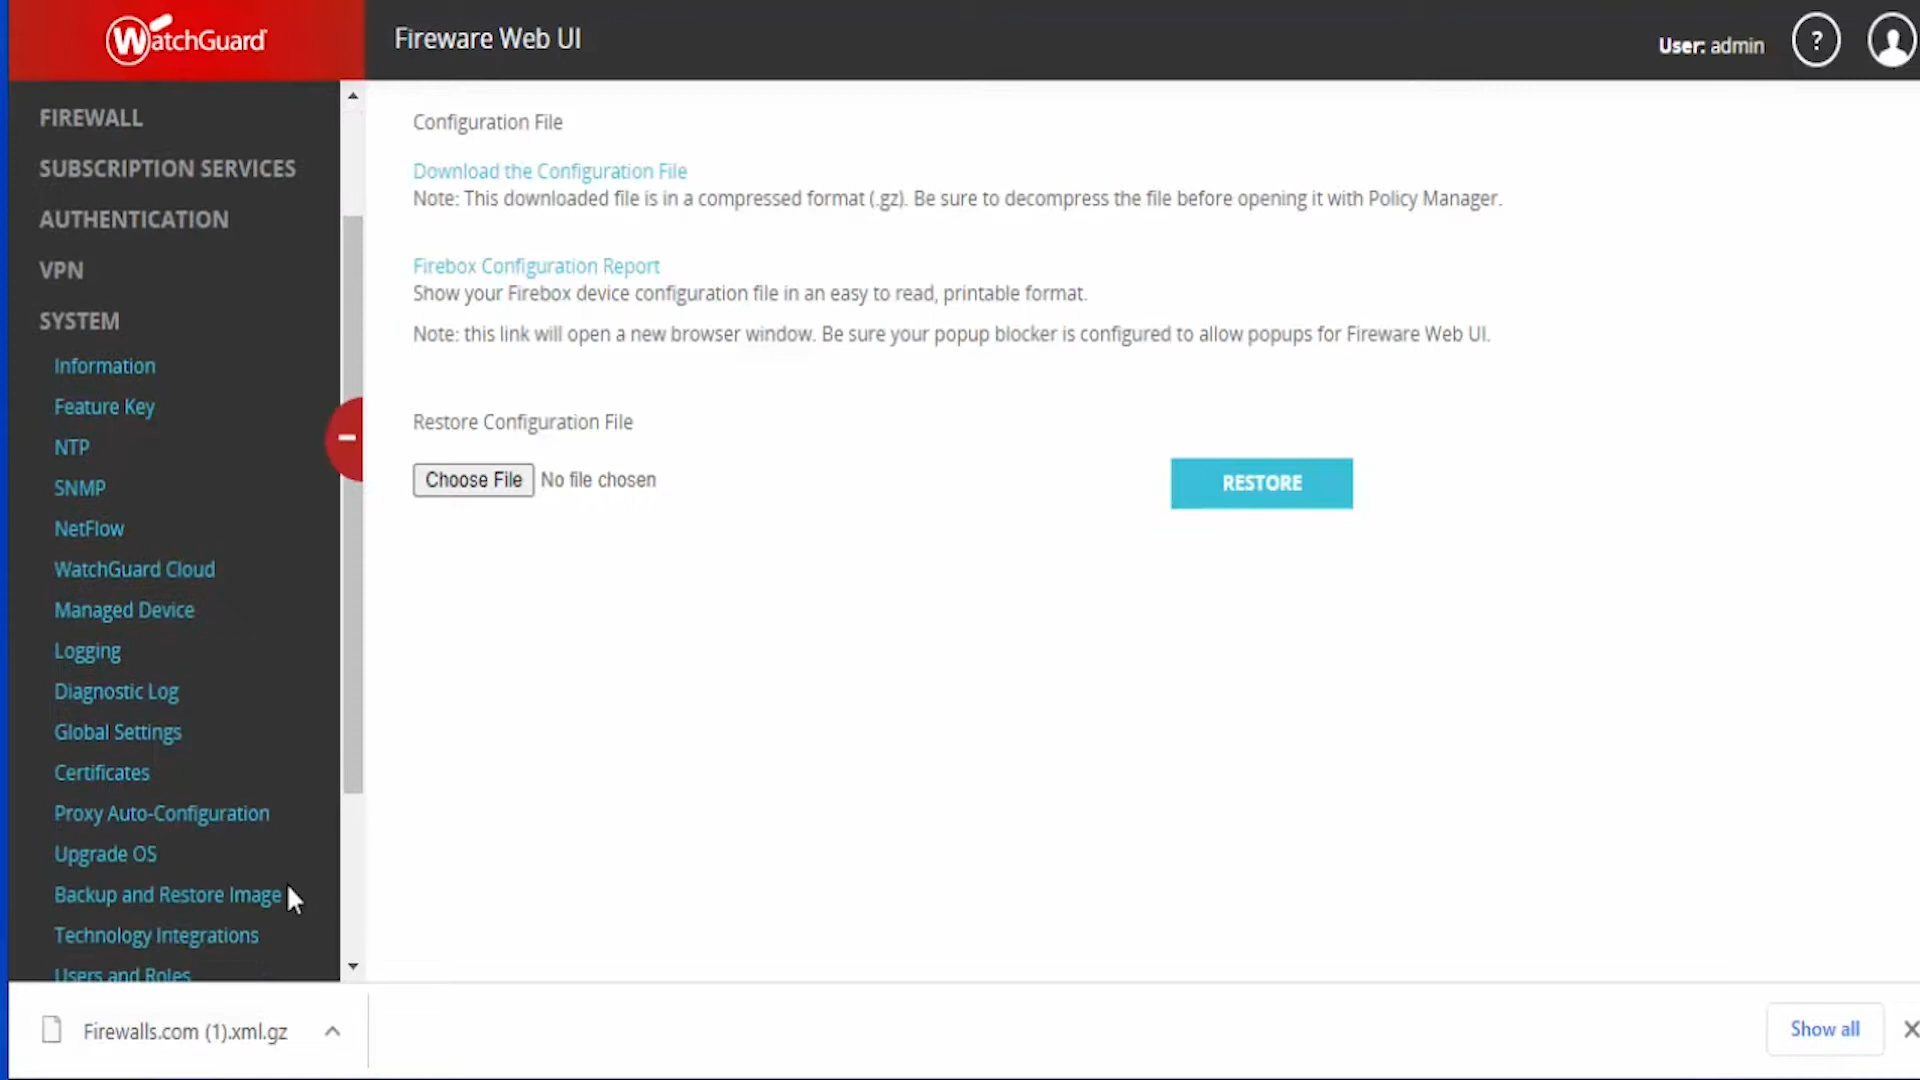 WatchGuard
Fireware Web UI
User: admin
?
FIREWALL
SUBSCRIPTION SERVICES
AUTHENTICATION
VPN
SYSTEM
Information
Feature Key
NTP
SNMP
NetFlow
WatchGuard Cloud
Managed Device
Logging
Diagnostic Log
Global Settings
Certificates
Proxy Auto-Configuration
Upgrade OS
Backup and Restore Image
Technology Integrations
Users and Roles
Configuration File
Download the Configuration File
Note: This downloaded file is in a compressed format (.gz). Be sure to decompress the file before opening it with Policy Manager.
Firebox Configuration Report
Show your Firebox device configuration file in an easy to read, printable format.
Note: this link will open a new browser window. Be sure your popup blocker is configured to allow popups for Fireware Web UI.
Restore Configuration File
Choose File No file chosen
RESTORE
Firewalls.com (1).xml.gz
Show all